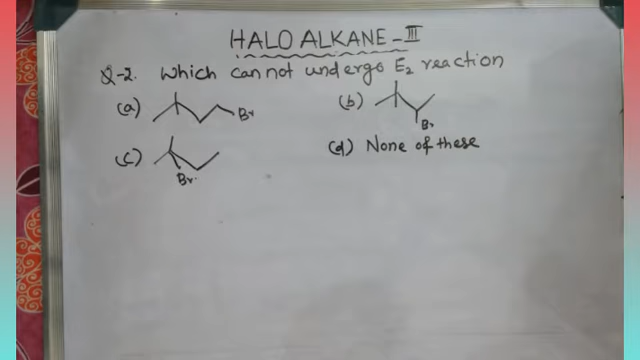 HALO ALKANE-III
Q-2. Which can not undergo E₂ reaction
(a) Br
(b) Br
(c) Br.
(d) None of these